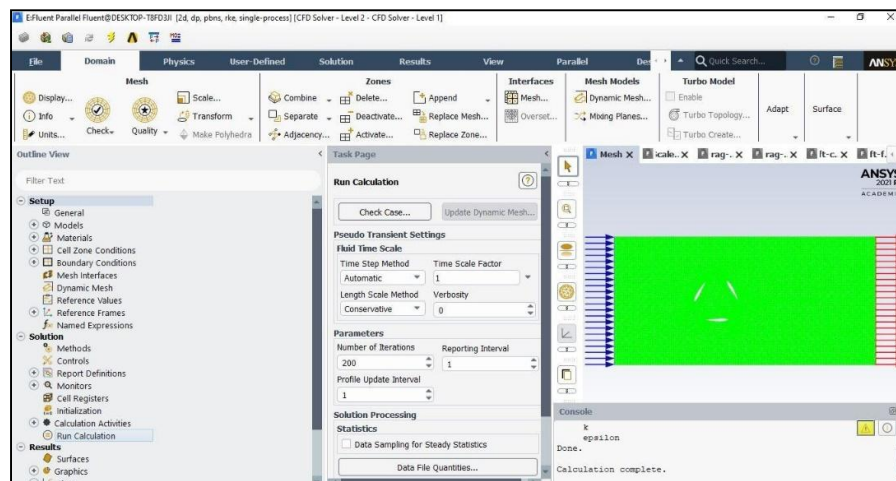 E:Fluent Parallel Fluent@DESKTOP-T8FD3JI [2d, dp, pbns, rke, single-process] [CFD Solver - Level 2 - CFD Solver - Level 1]
File Domain Physics User-Defined Solution Results View Parallel Des Quick Search... ANSY
Mesh Zones Interfaces Mesh Models Turbo Model
Display... Scale... Combine Delete... Append Mesh... Dynamic Mesh... Enable
Info Check Quality Transform Separate Deactivate... Replace Mesh... Overset... Mixing Planes... Turbo Topology... Adapt Surface
Units... Make Polyhedra Adjacency... Activate... Replace Zone... Turbo Create...
Outline View
Filter Text
Setup
General
Models
Materials
Cell Zone Conditions
Boundary Conditions
Mesh Interfaces
Dynamic Mesh
Reference Values
Reference Frames
Named Expressions
Solution
Methods
Controls
Report Definitions
Monitors
Cell Registers
Initialization
Calculation Activities
Run Calculation
Results
Surfaces
Graphics
Task Page
Run Calculation
Check Case... Update Dynamic Mesh...
Pseudo Transient Settings
Fluid Time Scale
Time Step Method Time Scale Factor
Automatic 1
Length Scale Method Verbosity
Conservative 0
Parameters
Number of Iterations Reporting Interval
200 1
Profile Update Interval
1
Solution Processing
Statistics
Data Sampling for Steady Statistics
Data File Quantities...
Mesh
ANSYS
2021
ACADEMI
Console
k
epsilon
Done.
Calculation complete.